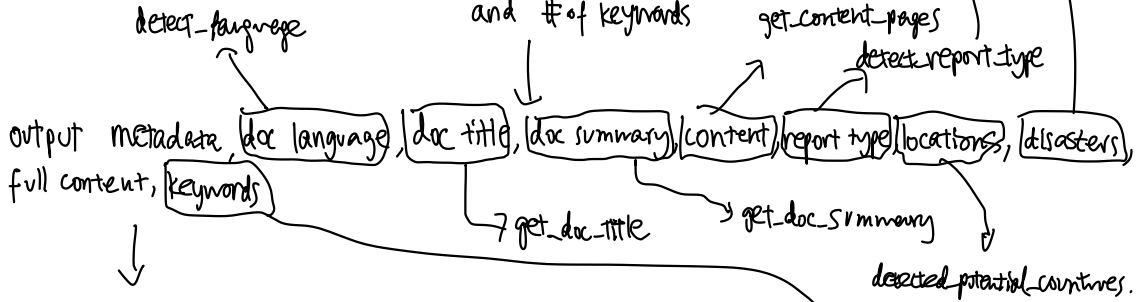 and # of keywords
detect_language
get_content_pages
detect_report_type
output metadata, doc language, doc title, doc summary, content, report type, locations, disasters,
full content, keywords
get_doc_title
get_doc_summary
detected_potential_countries.